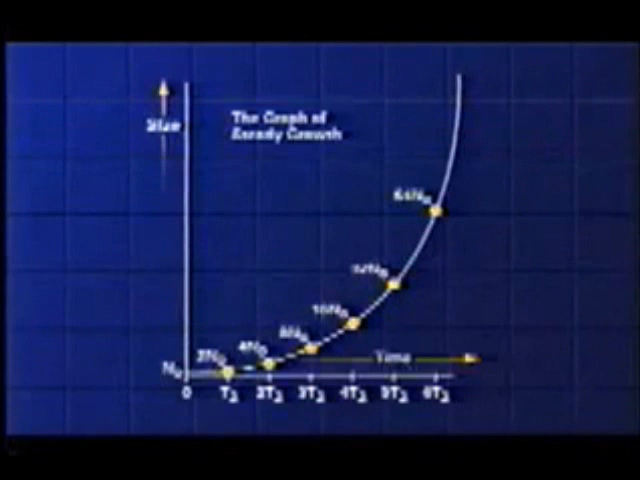 The Graph of
Steady Growth
Size
64N₀
32N₀
16N₀
8N₀
4N₀
2N₀
N₀
Time
0 T₂ 2T₂ 3T₂ 4T₂ 5T₂ 6T₂